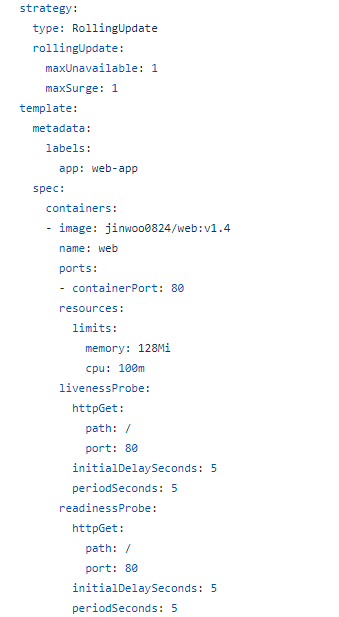 strategy:
type: RollingUpdate
rollingUpdate:
maxUnavailable: 1
maxSurge: 1
template:
metadata:
labels:
app: web-app
spec:
containers:
- image: jinwoo0824/web:v1.4
name: web
ports:
- containerPort: 80
resources:
limits:
memory: 128Mi
cpu: 100m
livenessProbe:
httpGet:
path: /
port: 80
initialDelaySeconds: 5
periodSeconds: 5
readinessProbe:
httpGet:
path: /
port: 80
initialDelaySeconds: 5
periodSeconds: 5